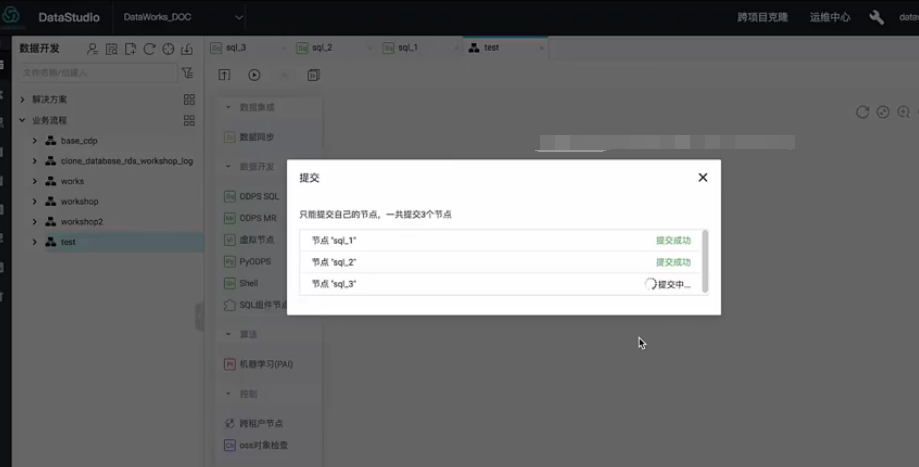 DataStudio DataWorks_DOC 跨项目克隆 运维中心
数据开发
sql_3 sql_2 sql_1 test
文件名称/创建人
解决方案
业务流程
base_cdp
cione_database_rds_workshop_log
works
workshop
workshop2
test
数据集成
数据同步
数据开发
ODPS SQL
ODPS MR
虚拟节点
PyODPS
Shell
SQL组件节点
算法
机器学习(PAI)
控制
跨租户节点
oss对象检查
提交
只能提交自己的节点，一共提交3个节点
节点 "sql_1" 提交成功
节点 "sql_2" 提交成功
节点 "sql_3" 提交中...